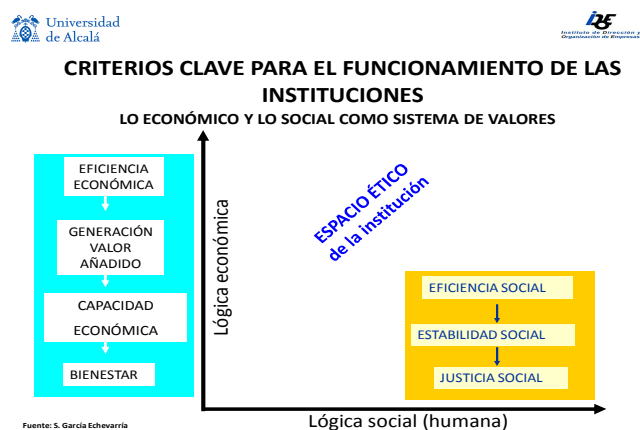 Universidad
de Alcalá
IDOE
Instituto de Dirección y
Organización de Empresas
CRITERIOS CLAVE PARA EL FUNCIONAMIENTO DE LAS
INSTITUCIONES
LO ECONÓMICO Y LO SOCIAL COMO SISTEMA DE VALORES
EFICIENCIA
ECONÓMICA
GENERACIÓN
VALOR
AÑADIDO
CAPACIDAD
ECONÓMICA
BIENESTAR
Lógica económica
ESPACIO ÉTICO
de la institución
EFICIENCIA SOCIAL
ESTABILIDAD SOCIAL
JUSTICIA SOCIAL
Lógica social (humana)
Fuente: S. García Echevarría